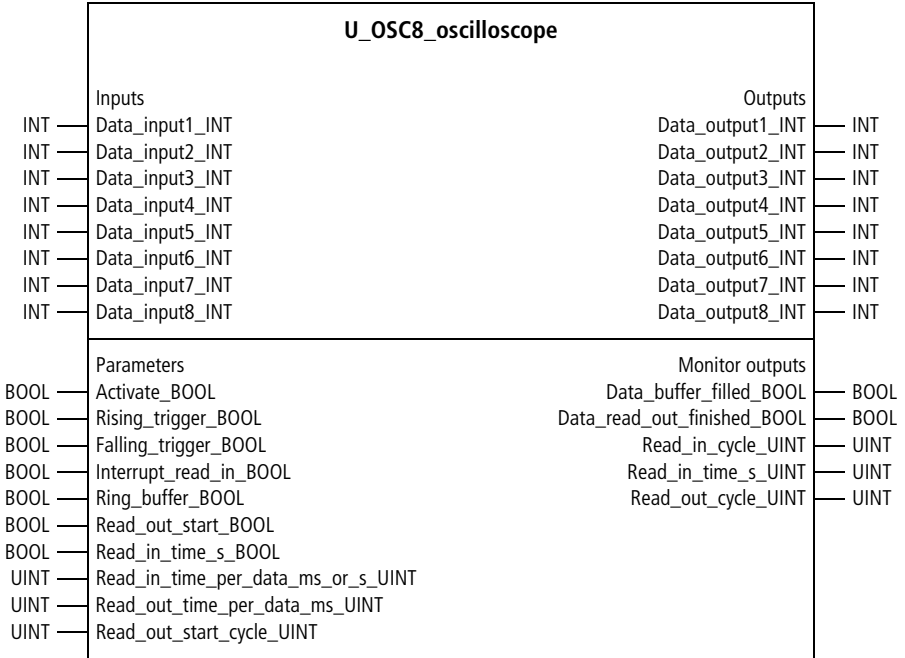 U_OSC8_oscilloscope
Inputs Outputs
INT Data_input1_INT Data_output1_INT INT
INT Data_input2_INT Data_output2_INT INT
INT Data_input3_INT Data_output3_INT INT
INT Data_input4_INT Data_output4_INT INT
INT Data_input5_INT Data_output5_INT INT
INT Data_input6_INT Data_output6_INT INT
INT Data_input7_INT Data_output7_INT INT
INT Data_input8_INT Data_output8_INT INT
Parameters Monitor outputs
BOOL Activate_BOOL Data_buffer_filled_BOOL BOOL
BOOL Rising_trigger_BOOL Data_read_out_finished_BOOL BOOL
BOOL Falling_trigger_BOOL Read_in_cycle_UINT UINT
BOOL Interrupt_read_in_BOOL Read_in_time_s_UINT UINT
BOOL Ring_buffer_BOOL Read_out_cycle_UINT UINT
BOOL Read_out_start_BOOL
BOOL Read_in_time_s_BOOL
UINT Read_in_time_per_data_ms_or_s_UINT
UINT Read_out_time_per_data_ms_UINT
UINT Read_out_start_cycle_UINT